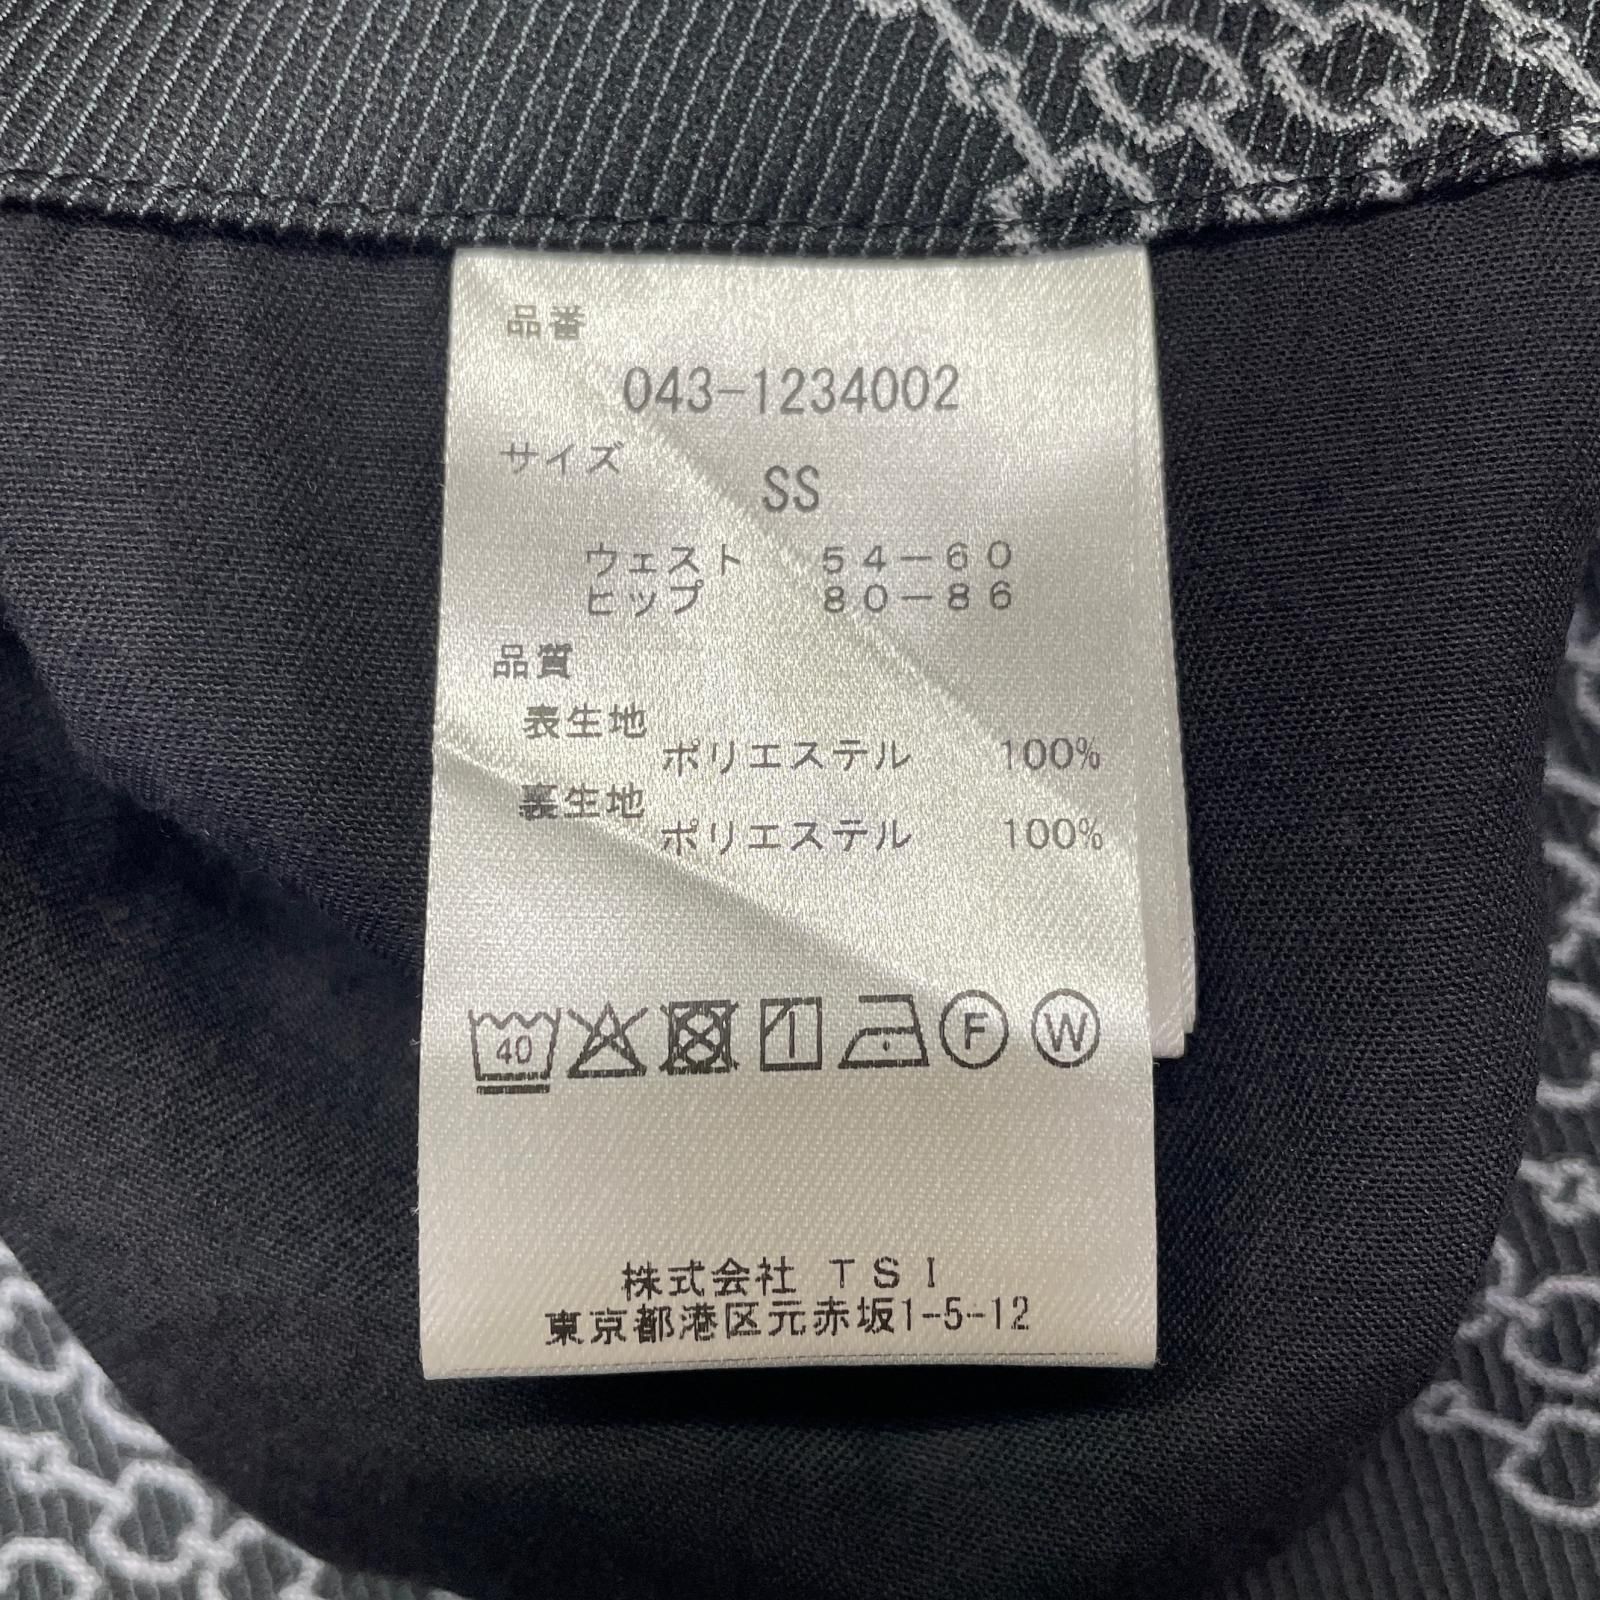 品番
043-1234002
サイズ
SS
ウェスト 54-60
ヒップ 80-86
品質
表生地
ポリエステル 100%
裏生地
ポリエステル 100%
40 F W
株式会社 TSI
東京都港区元赤坂1-5-12